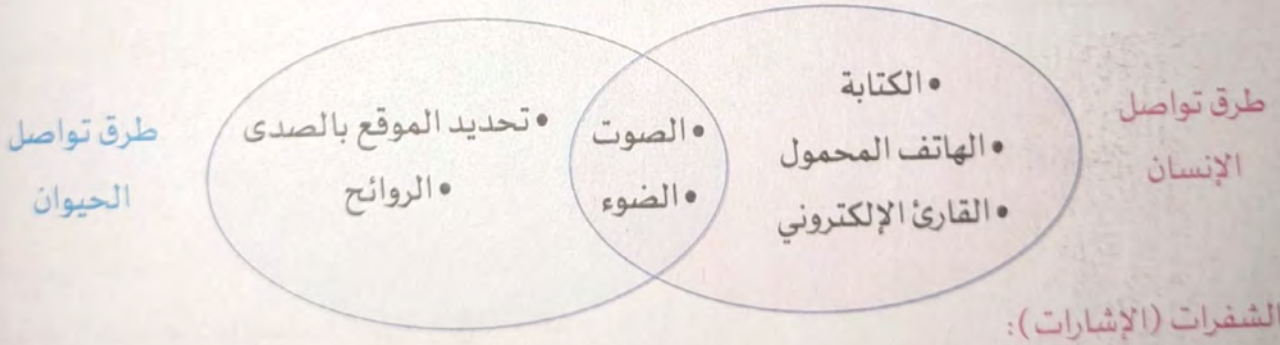 طرق تواصل
الإنسان
• الكتابة
• الهاتف المحمول
• القارئ الإلكتروني
• الصوت
• الضوء
• تحديد الموقع بالصدى
• الروائح
طرق تواصل
الحيوان
الشفرات (الإشارات):